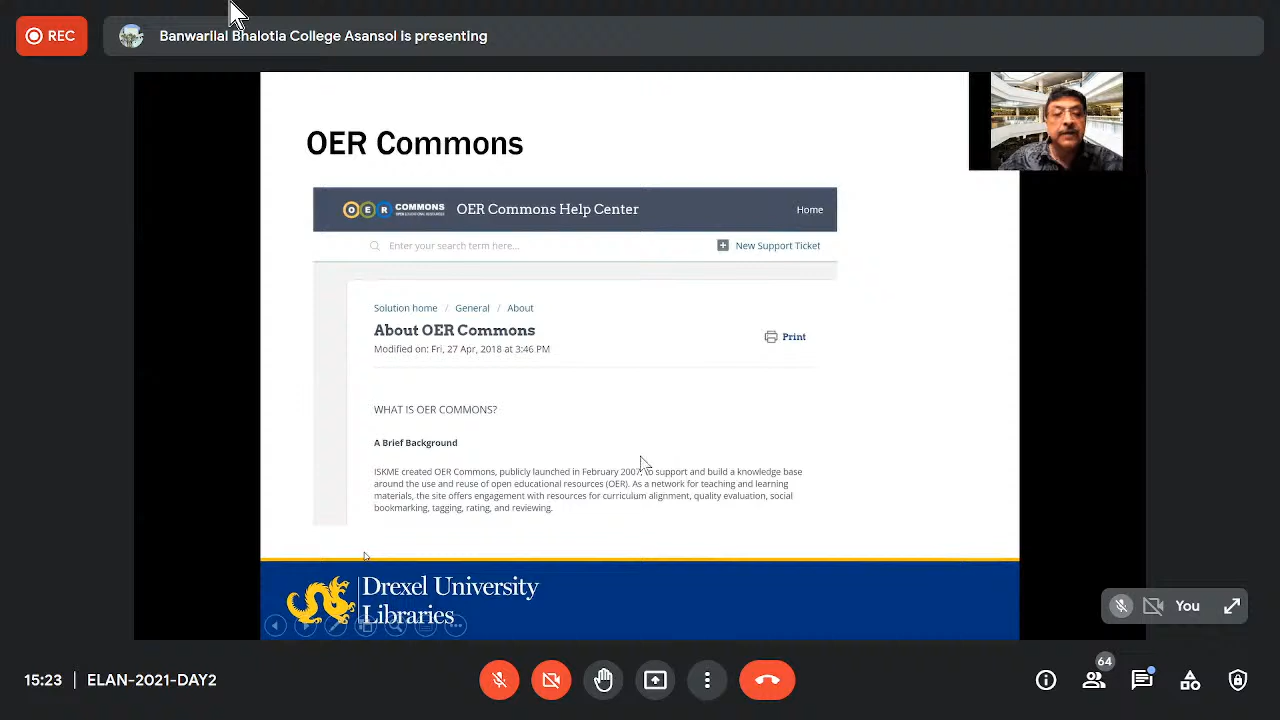 REC
Banwarilal Bhalotia College Asansol is presenting
OER Commons
OER COMMONS
OPEN EDUCATIONAL RESOURCES
OER Commons Help Center
Home
Enter your search term here...
New Support Ticket
Solution home / General / About
About OER Commons
Modified on: Fri, 27 Apr, 2018 at 3:46 PM
Print
WHAT IS OER COMMONS?
A Brief Background
ISKME created OER Commons, publicly launched in February 2007, to support and build a knowledge base
around the use and reuse of open educational resources (OER). As a network for teaching and learning
materials, the site offers engagement with resources for curriculum alignment, quality evaluation, social
bookmarking, tagging, rating, and reviewing.
Drexel University
Libraries
You
15:23 | ELAN-2021-DAY2
64